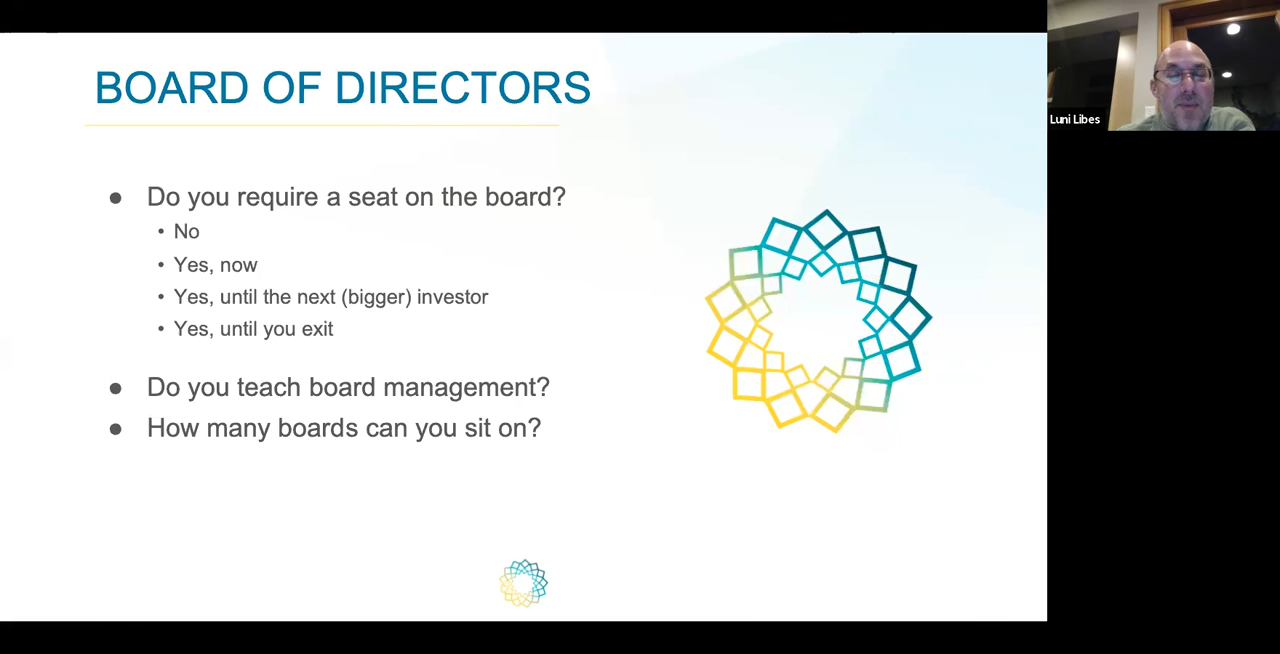 BOARD OF DIRECTORS
● Do you require a seat on the board?
• No
• Yes, now
• Yes, until the next (bigger) investor
• Yes, until you exit
● Do you teach board management?
● How many boards can you sit on?
Luni Libes